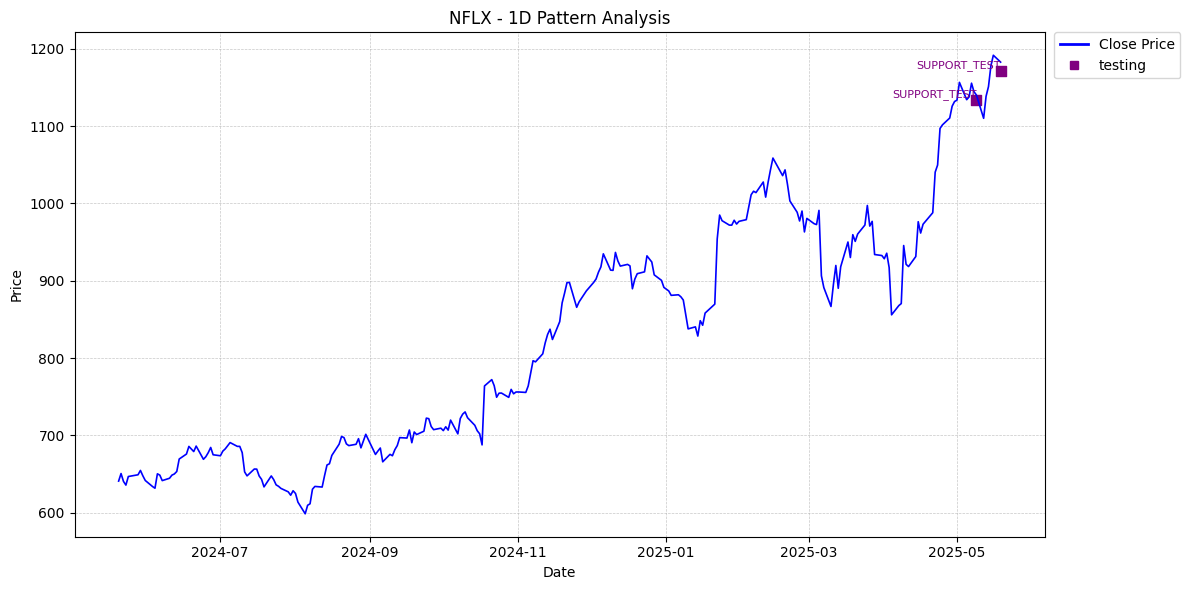 NFLX - 1D Pattern Analysis
Close Price
testing
SUPPORT_TEST
SUPPORT_TEST
1200
1100
1000
900
800
700
600
Price
2024-07
2024-09
2024-11
2025-01
2025-03
2025-05
Date